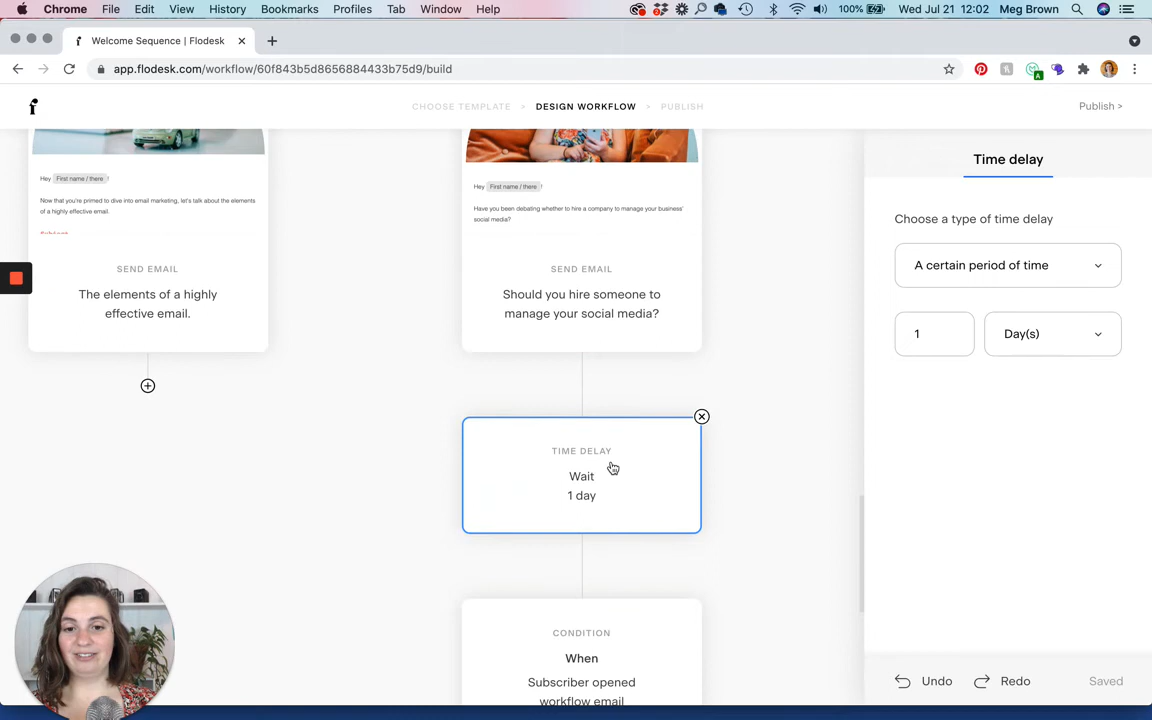 Chrome File Edit View History Bookmarks Profiles Tab Window Help 2 100% Wed Jul 21 12:02 Meg Brown
Welcome Sequence | Flodesk
app.flodesk.com/workflow/60f843b5d8656884433b75d9/build
CHOOSE TEMPLATE > DESIGN WORKFLOW > PUBLISH
Publish >
Hey First name / there !
Now that you're primed to dive into email marketing, let's talk about the elements
of a highly effective email.
SEND EMAIL
The elements of a highly
effective email.
Hey First name / there !
Have you been debating whether to hire a company to manage your business'
social media?
SEND EMAIL
Should you hire someone to
manage your social media?
TIME DELAY
Wait
1 day
CONDITION
When
Subscriber opened
workflow email
Time delay
Choose a type of time delay
A certain period of time
1 Day(s)
Undo Redo Saved